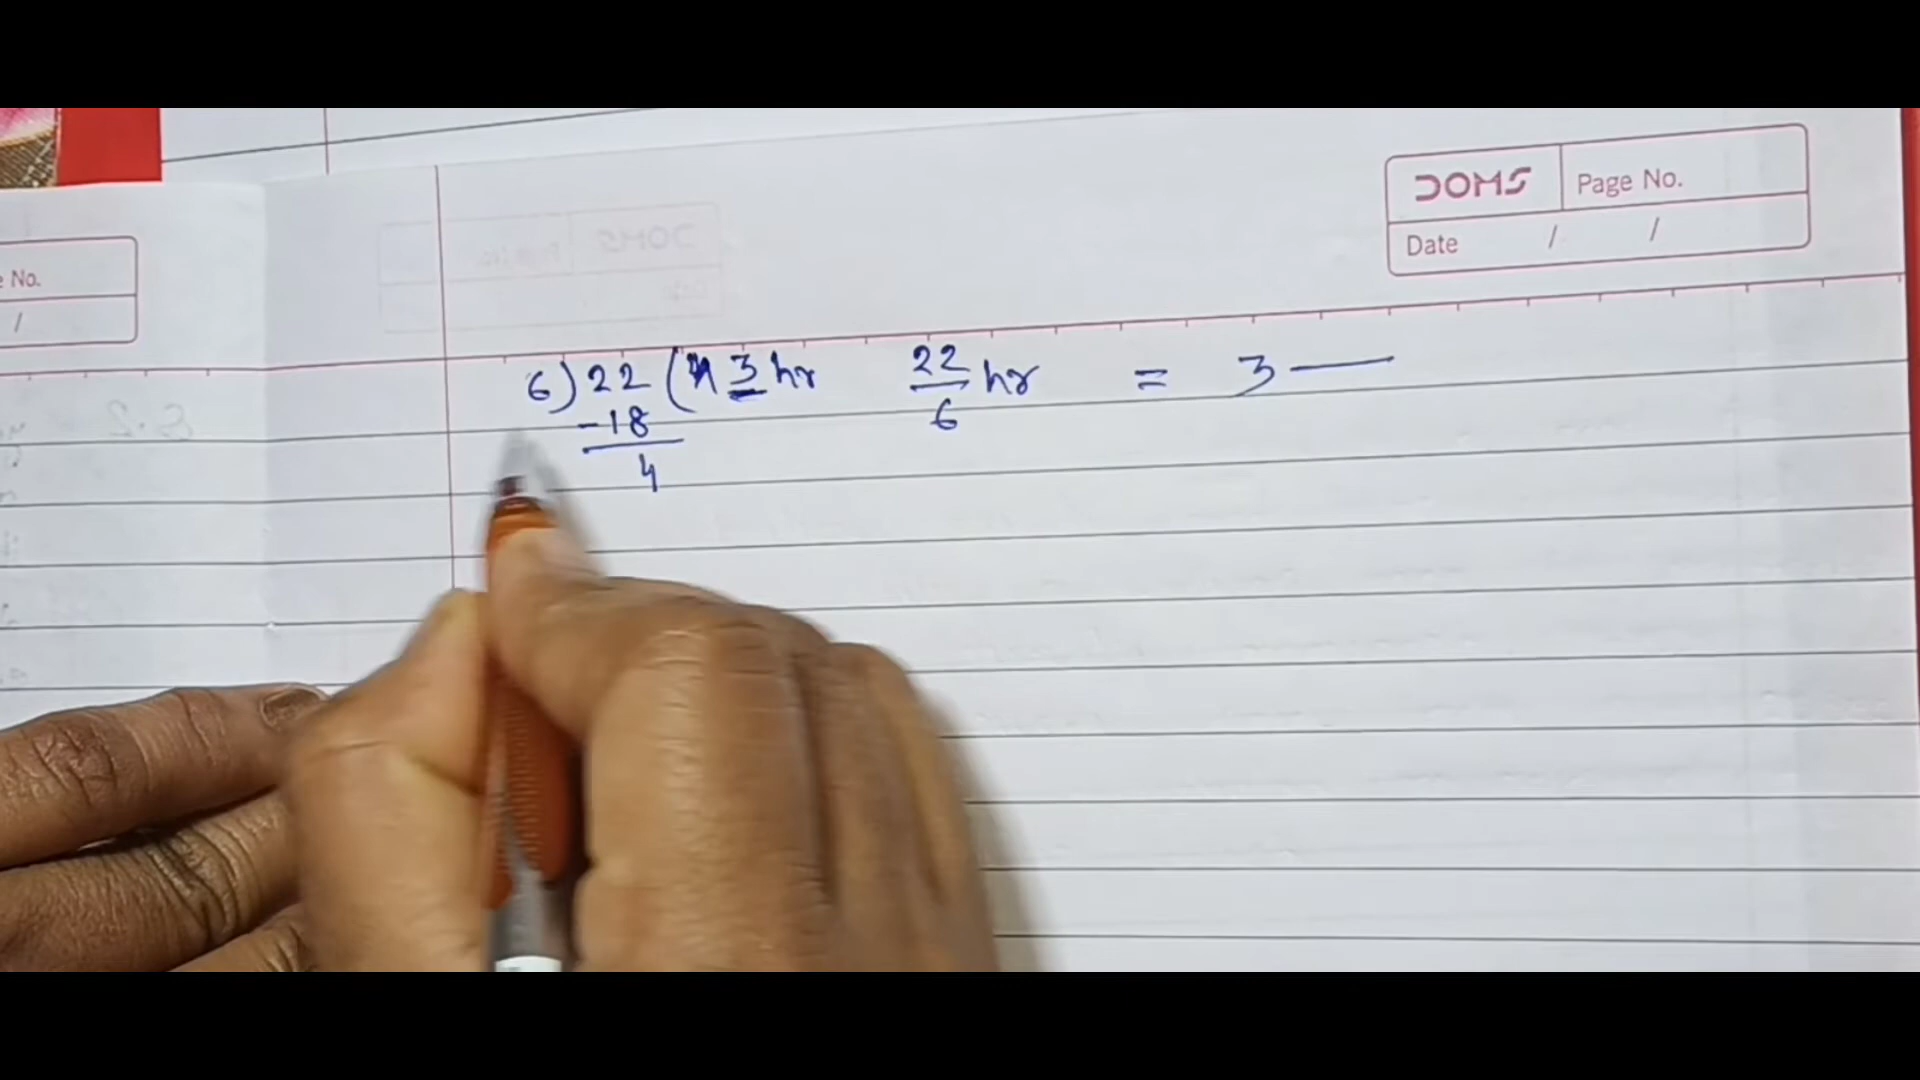 DOMS Page No.
Date / /
e No.
/
6)22(3 hr 22/6 hr = 3 —
-18
4